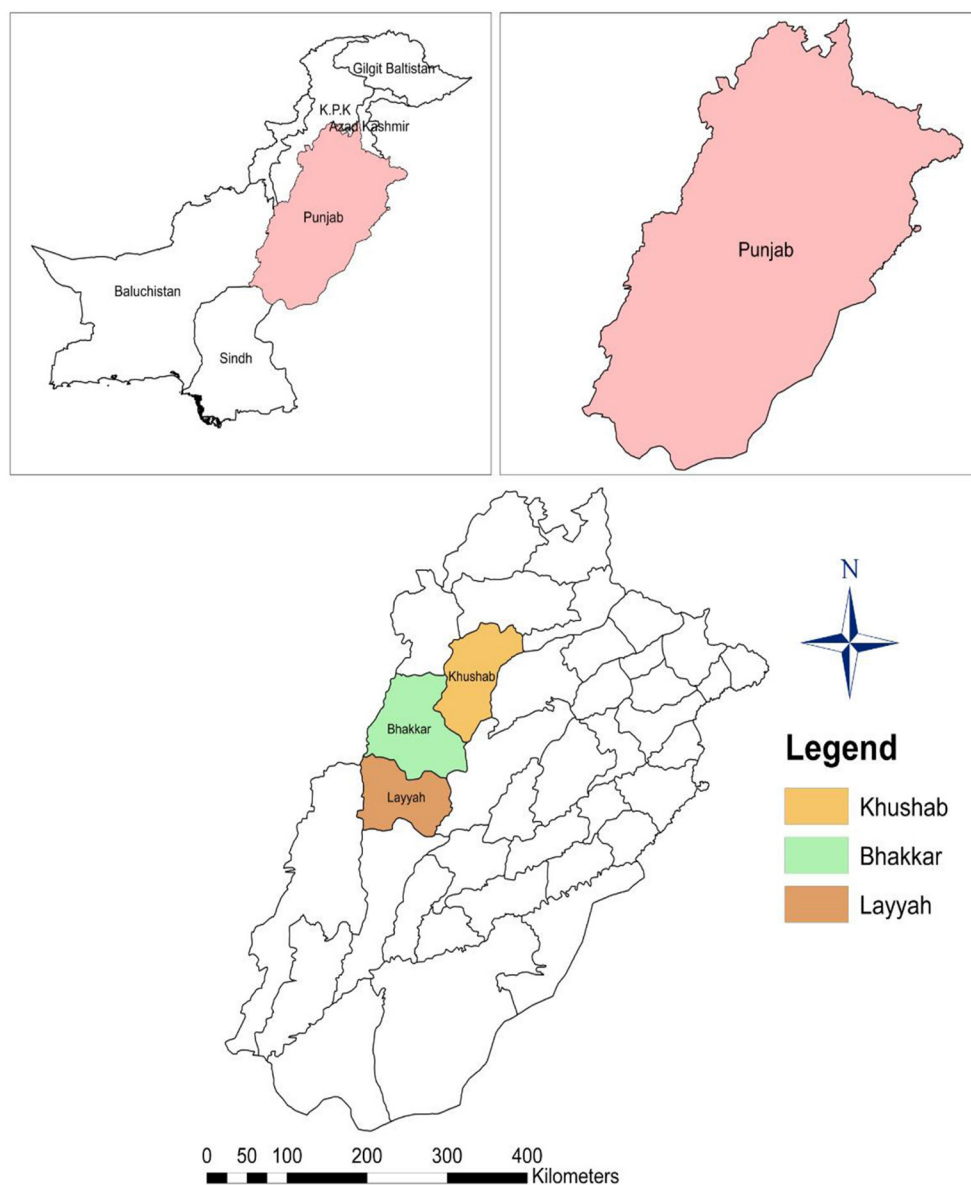 Gilgit Baltistan
K.P.K
Azad Kashmir
Punjab
Baluchistan
Sindh
Punjab
N
Khushab
Bhakkar
Layyah
Legend
Khushab
Bhakkar
Layyah
0 50 100 200 300 400
Kilometers